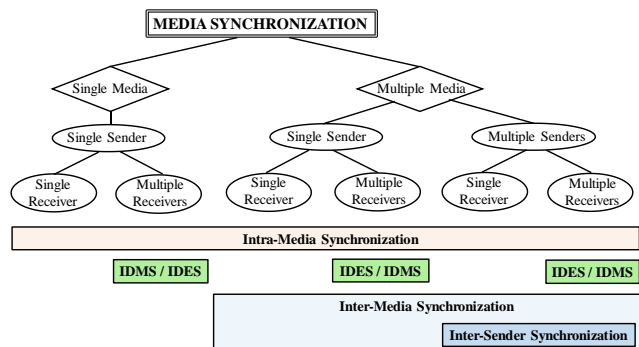 MEDIA SYNCHRONIZATION
Single Media
Multiple Media
Single Sender
Single Sender
Multiple Senders
Single
Receiver
Multiple
Receivers
Single
Receiver
Multiple
Receivers
Single
Receiver
Multiple
Receivers
Intra-Media Synchronization
IDMS / IDES
IDES / IDMS
IDES / IDMS
Inter-Media Synchronization
Inter-Sender Synchronization